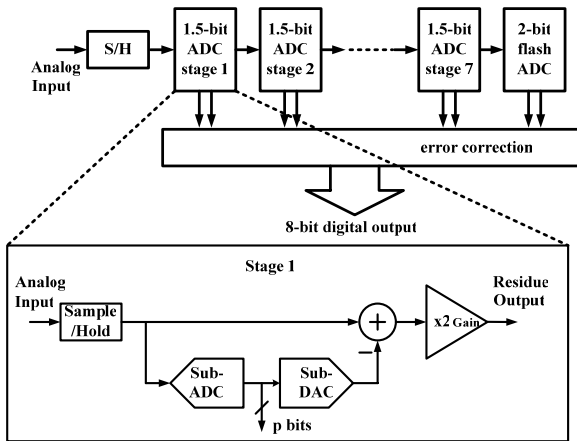 S/H
Analog
Input
1.5-bit
ADC
stage 1
1.5-bit
ADC
stage 2
1.5-bit
ADC
stage 7
2-bit
flash
ADC
error correction
8-bit digital output
Stage 1
Analog
Input
Sample
/Hold
Sub-
ADC
p bits
Sub-
DAC
+
−
x2 Gain
Residue
Output